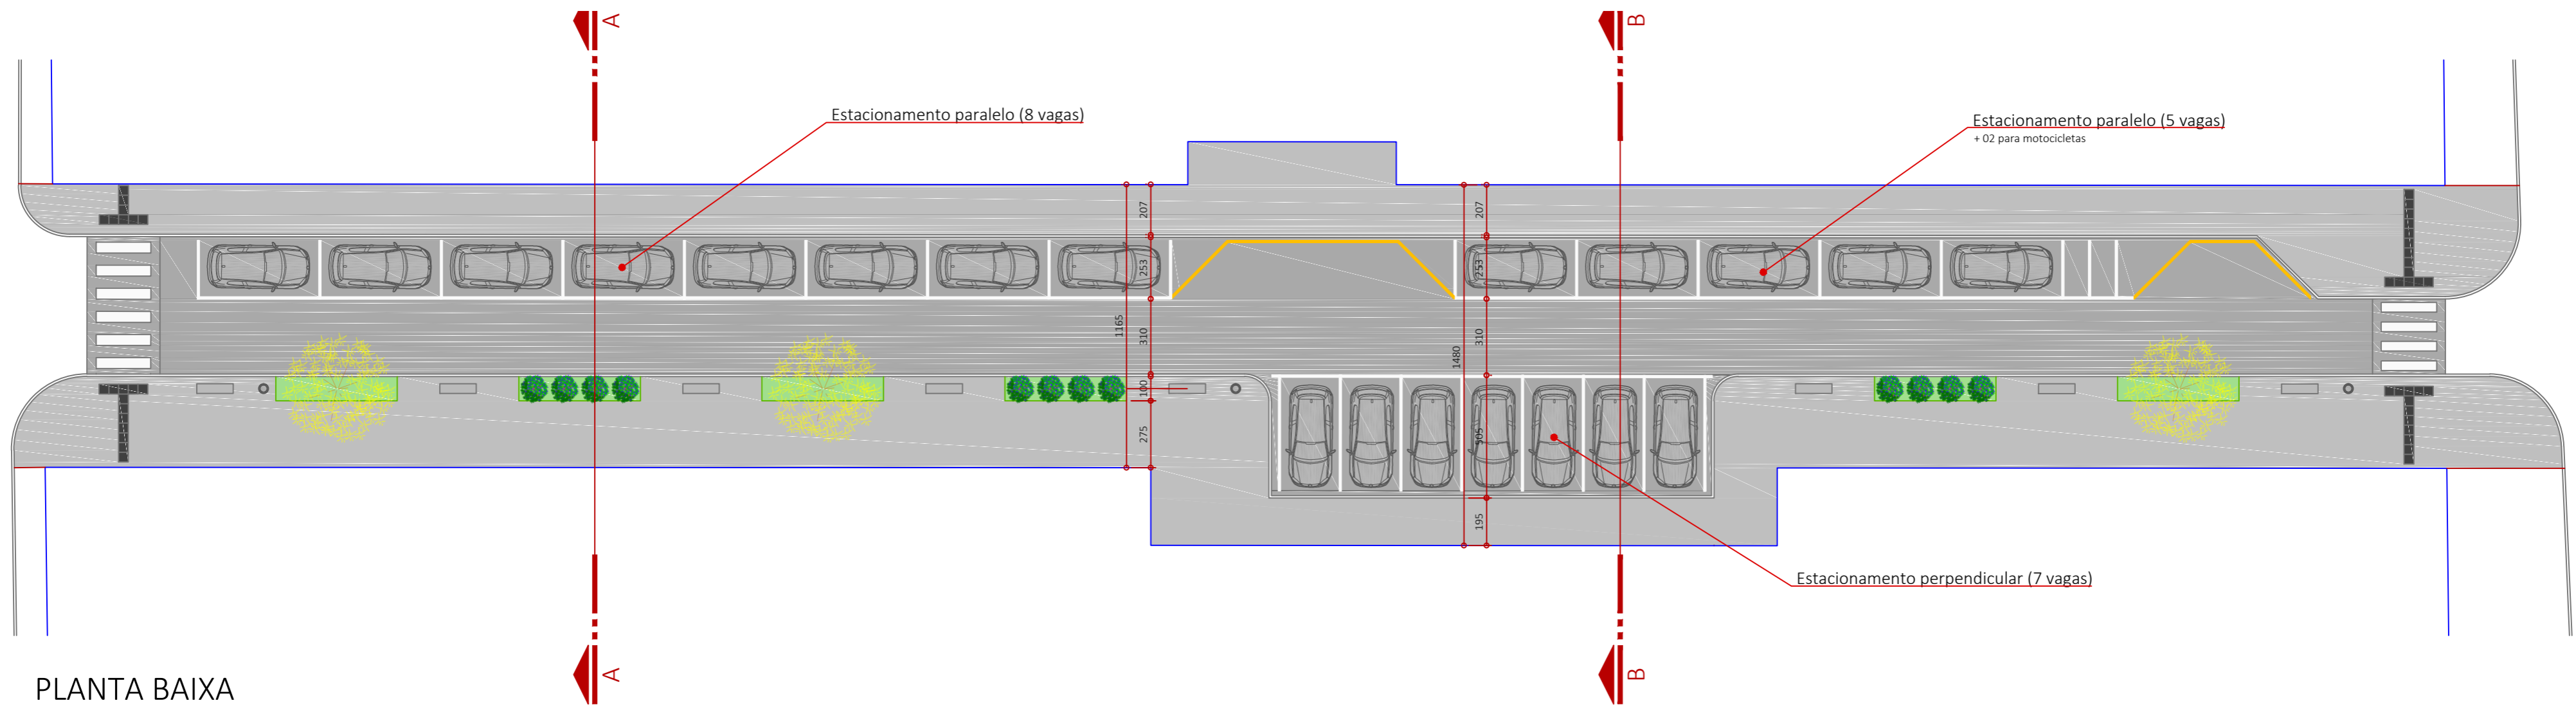 A
B
Estacionamento paralelo (8 vagas)
Estacionamento paralelo (5 vagas)
+ 02 para motocicletas
207
207
253
253
1165
310
310
1480
100
275
505
195
Estacionamento perpendicular (7 vagas)
A
B
PLANTA BAIXA